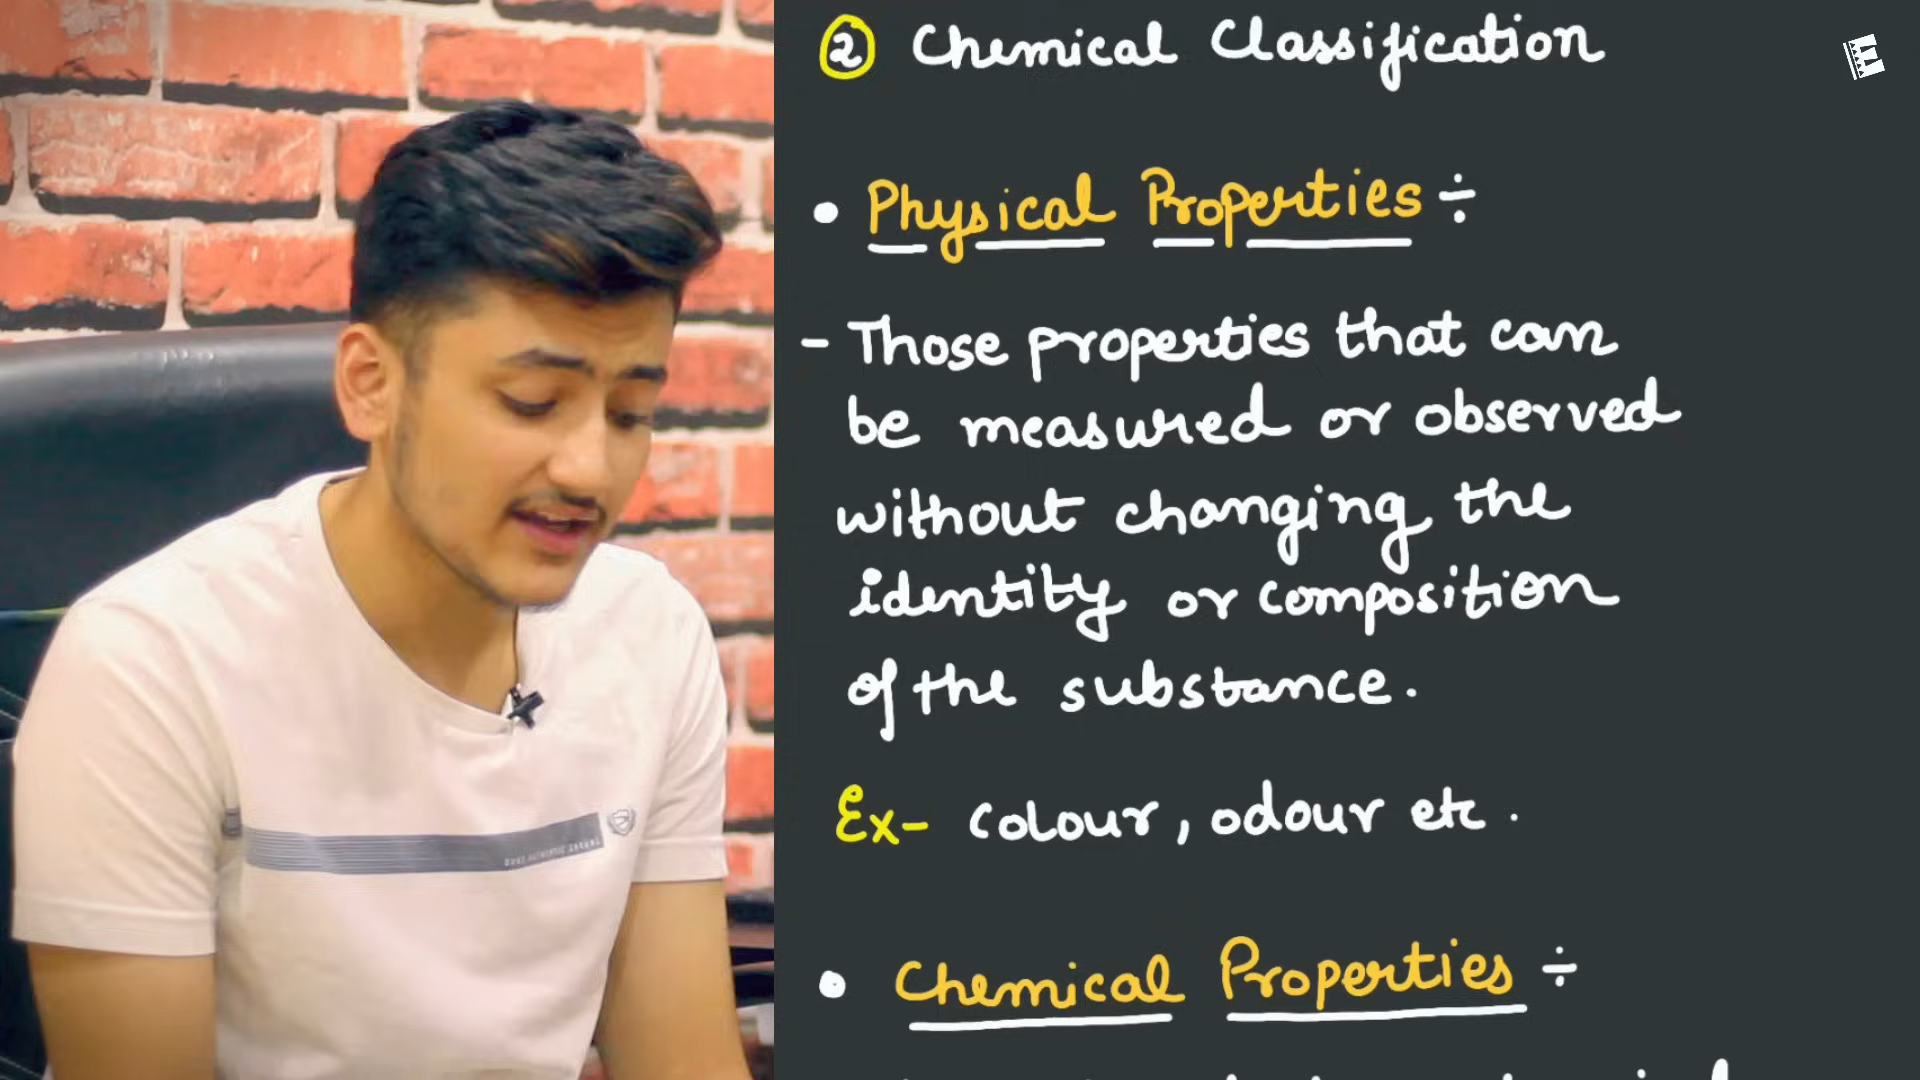 ② Chemical Classification
• Physical Properties ÷
- Those properties that can
be measured or observed
without changing the
identity or composition
of the substance.
Ex- Colour, odour etc.
• Chemical Properties ÷